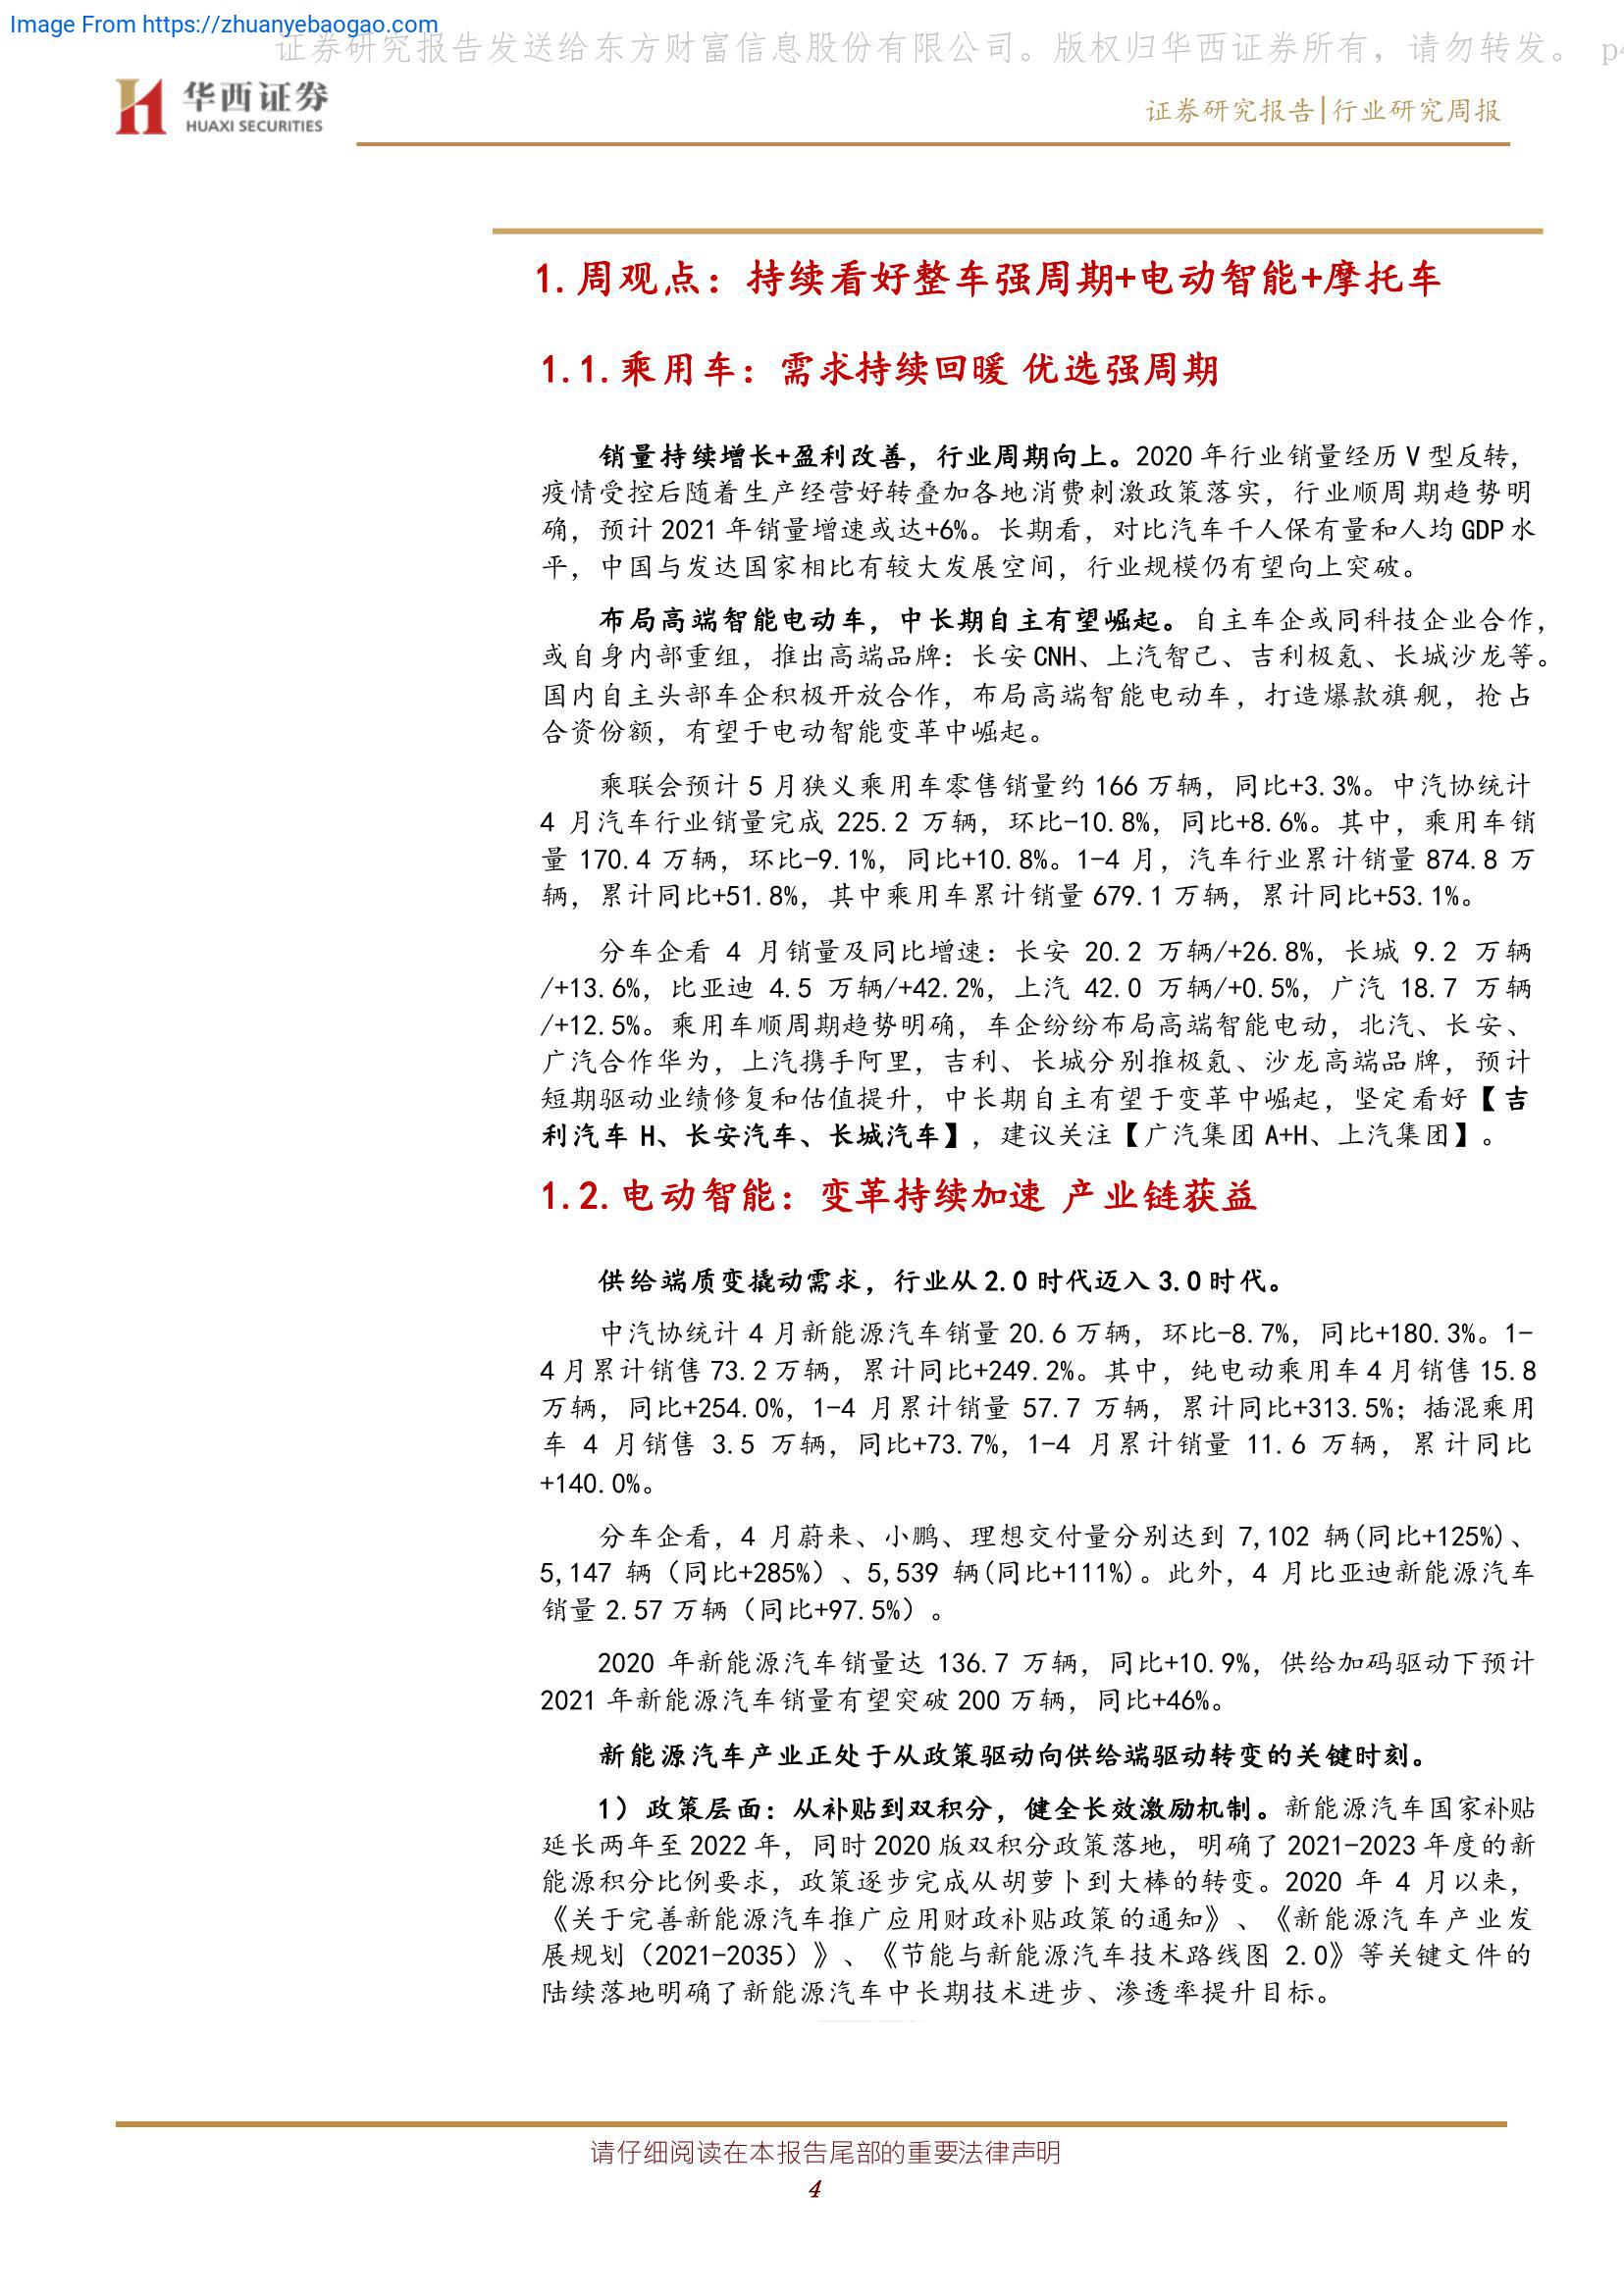 Image From https://zhuanyebaogao.com
证券研究报告发送给东方财富信息股份有限公司。版权归华西证券所有，请勿转发。 p4
华西证券
HUAXI SECURITIES
证券研究报告|行业研究周报
1.周观点：持续看好整车强周期+电动智能+摩托车
1.1.乘用车：需求持续回暖 优选强周期
销量持续增长+盈利改善，行业周期向上。2020 年行业销量经历 V 型反转，
疫情受控后随着生产经营好转叠加各地消费刺激政策落实，行业顺周期趋势明
确，预计 2021 年销量增速或达+6%。长期看，对比汽车千人保有量和人均 GDP 水
平，中国与发达国家相比有较大发展空间，行业规模仍有望向上突破。
布局高端智能电动车，中长期自主有望崛起。自主车企或同科技企业合作，
或自身内部重组，推出高端品牌：长安 CNH、上汽智己、吉利极氪、长城沙龙等。
国内自主头部车企积极开放合作，布局高端智能电动车，打造爆款旗舰，抢占
合资份额，有望于电动智能变革中崛起。
乘联会预计 5 月狭义乘用车零售销量约 166 万辆，同比+3.3%。中汽协统计
4 月汽车行业销量完成 225.2 万辆，环比-10.8%，同比+8.6%。其中，乘用车销
量 170.4 万辆，环比-9.1%，同比+10.8%。1-4 月，汽车行业累计销量 874.8 万
辆，累计同比+51.8%，其中乘用车累计销量 679.1 万辆，累计同比+53.1%。
分车企看 4 月销量及同比增速：长安 20.2 万辆/+26.8%，长城 9.2 万辆
/+13.6%，比亚迪 4.5 万辆/+42.2%，上汽 42.0 万辆/+0.5%，广汽 18.7 万辆
/+12.5%。乘用车顺周期趋势明确，车企纷纷布局高端智能电动，北汽、长安、
广汽合作华为，上汽携手阿里，吉利、长城分别推极氪、沙龙高端品牌，预计
短期驱动业绩修复和估值提升，中长期自主有望于变革中崛起，坚定看好【吉
利汽车 H、长安汽车、长城汽车】，建议关注【广汽集团 A+H、上汽集团】。
1.2.电动智能：变革持续加速 产业链获益
供给端质变撬动需求，行业从 2.0 时代迈入 3.0 时代。
中汽协统计 4 月新能源汽车销量 20.6 万辆，环比-8.7%，同比+180.3%。1-
4 月累计销售 73.2 万辆，累计同比+249.2%。其中，纯电动乘用车 4 月销售 15.8
万辆，同比+254.0%，1-4 月累计销量 57.7 万辆，累计同比+313.5%；插混乘用
车 4 月销售 3.5 万辆，同比+73.7%，1-4 月累计销量 11.6 万辆，累计同比
+140.0%。
分车企看，4 月蔚来、小鹏、理想交付量分别达到 7,102 辆(同比+125%)、
5,147 辆（同比+285%）、5,539 辆(同比+111%)。此外，4 月比亚迪新能源汽车
销量 2.57 万辆（同比+97.5%）。
2020 年新能源汽车销量达 136.7 万辆，同比+10.9%，供给加码驱动下预计
2021 年新能源汽车销量有望突破 200 万辆，同比+46%。
新能源汽车产业正处于从政策驱动向供给端驱动转变的关键时刻。
1）政策层面：从补贴到双积分，健全长效激励机制。新能源汽车国家补贴
延长两年至 2022 年，同时 2020 版双积分政策落地，明确了 2021-2023 年度的新
能源积分比例要求，政策逐步完成从胡萝卜到大棒的转变。2020 年 4 月以来，
《关于完善新能源汽车推广应用财政补贴政策的通知》、《新能源汽车产业发
展规划（2021-2035）》、《节能与新能源汽车技术路线图 2.0》等关键文件的
陆续落地明确了新能源汽车中长期技术进步、渗透率提升目标。
请仔细阅读在本报告尾部的重要法律声明
4